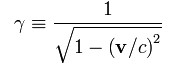 γ ≡ 1 / √(1 − (v/c)²)